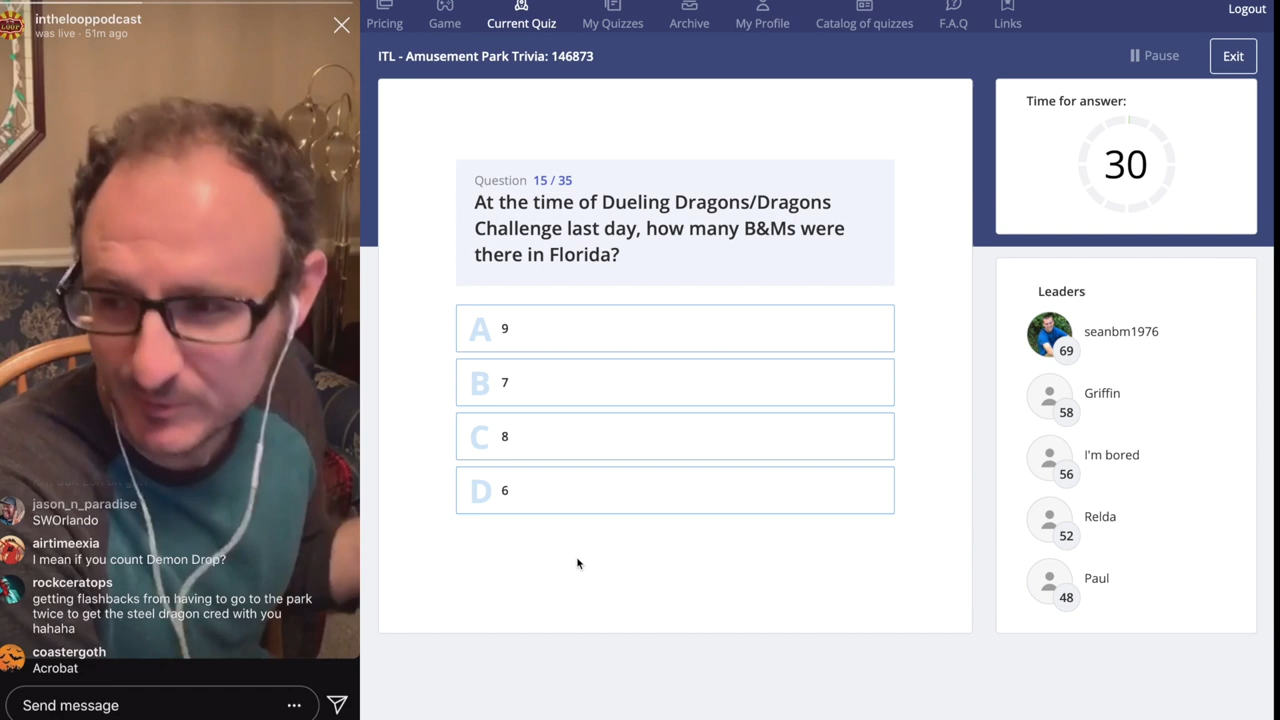 inthelooppodcast
was live · 51m ago
LOOP
jason_n_paradise
SWOrlando
airtimeexia
I mean if you count Demon Drop?
rockceratops
getting flashbacks from having to go to the park
twice to get the steel dragon cred with you
hahaha
coastergoth
Acrobat
Send message
Pricing
Game
Current Quiz
My Quizzes
Archive
My Profile
Catalog of quizzes
F.A.Q
Links
Logout
ITL - Amusement Park Trivia: 146873
Pause
Exit
Question 15 / 35
At the time of Dueling Dragons/Dragons
Challenge last day, how many B&Ms were
there in Florida?
A 9
B 7
C 8
D 6
Time for answer:
30
Leaders
seanbm1976
69
Griffin
58
I'm bored
56
Relda
52
Paul
48